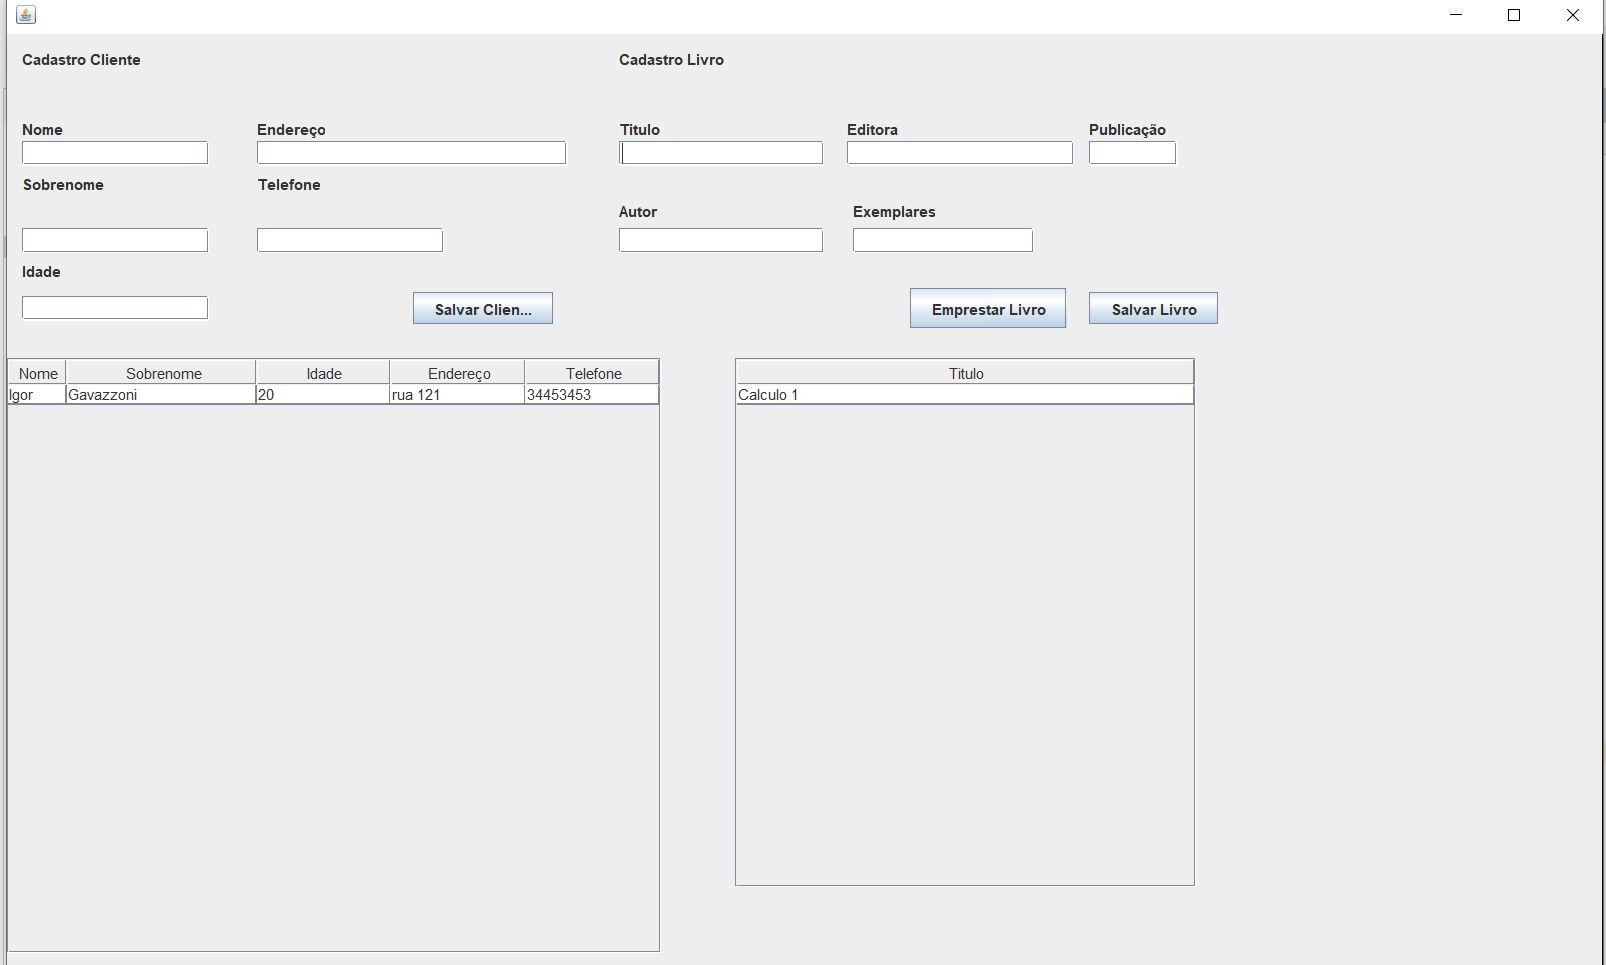 Cadastro Cliente Cadastro Livro
Nome Endereço Titulo Editora Publicação
Sobrenome Telefone
Autor Exemplares
Idade
Salvar Clien... Emprestar Livro Salvar Livro
Nome Sobrenome Idade Endereço Telefone Titulo
Igor Gavazzoni 20 rua 121 34453453 Calculo 1